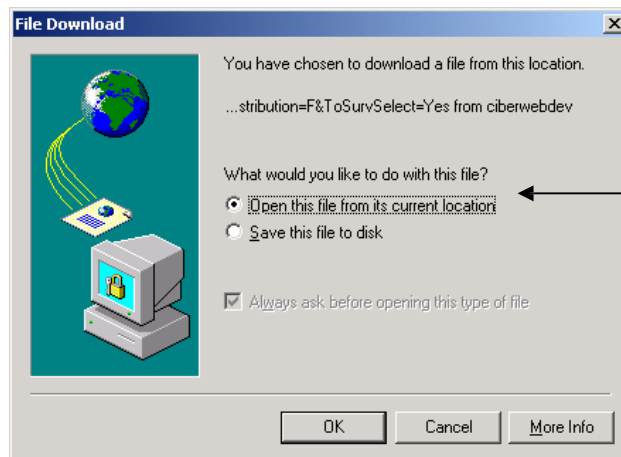 File Download
You have chosen to download a file from this location.
...stribution=F&ToSurvSelect=Yes from ciberwebdev
What would you like to do with this file?
Open this file from its current location
Save this file to disk
Always ask before opening this type of file
OK
Cancel
More Info